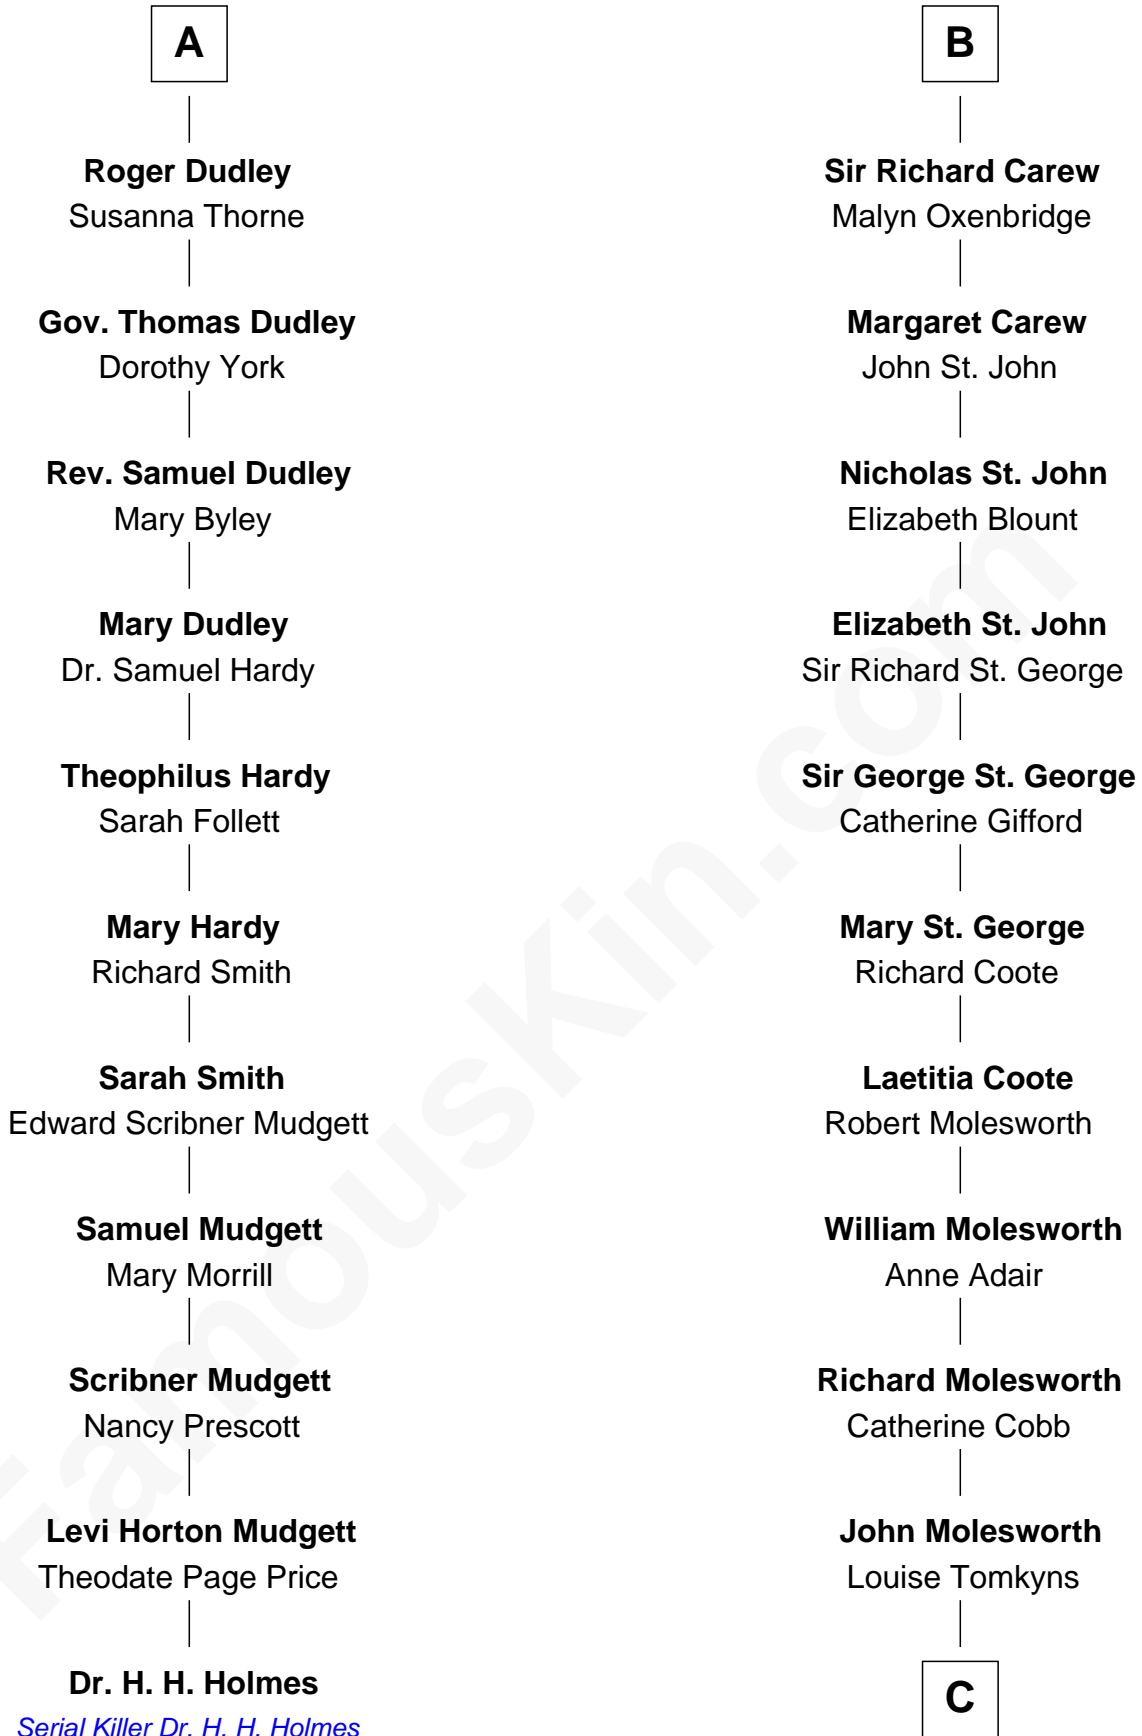 A
Roger Dudley
Susanna Thorne
Gov. Thomas Dudley
Dorothy York
Rev. Samuel Dudley
Mary Byley
Mary Dudley
Dr. Samuel Hardy
Theophilus Hardy
Sarah Follett
Mary Hardy
Richard Smith
Sarah Smith
Edward Scribner Mudgett
Samuel Mudgett
Mary Morrill
Scribner Mudgett
Nancy Prescott
Levi Horton Mudgett
Theodate Page Price
Dr. H. H. Holmes
Serial Killer Dr. H. H. Holmes
B
Sir Richard Carew
Malyn Oxenbridge
Margaret Carew
John St. John
Nicholas St. John
Elizabeth Blount
Elizabeth St. John
Sir Richard St. George
Sir George St. George
Catherine Gifford
Mary St. George
Richard Coote
Laetitia Coote
Robert Molesworth
William Molesworth
Anne Adair
Richard Molesworth
Catherine Cobb
John Molesworth
Louise Tomkyns
C
FamousKin.com